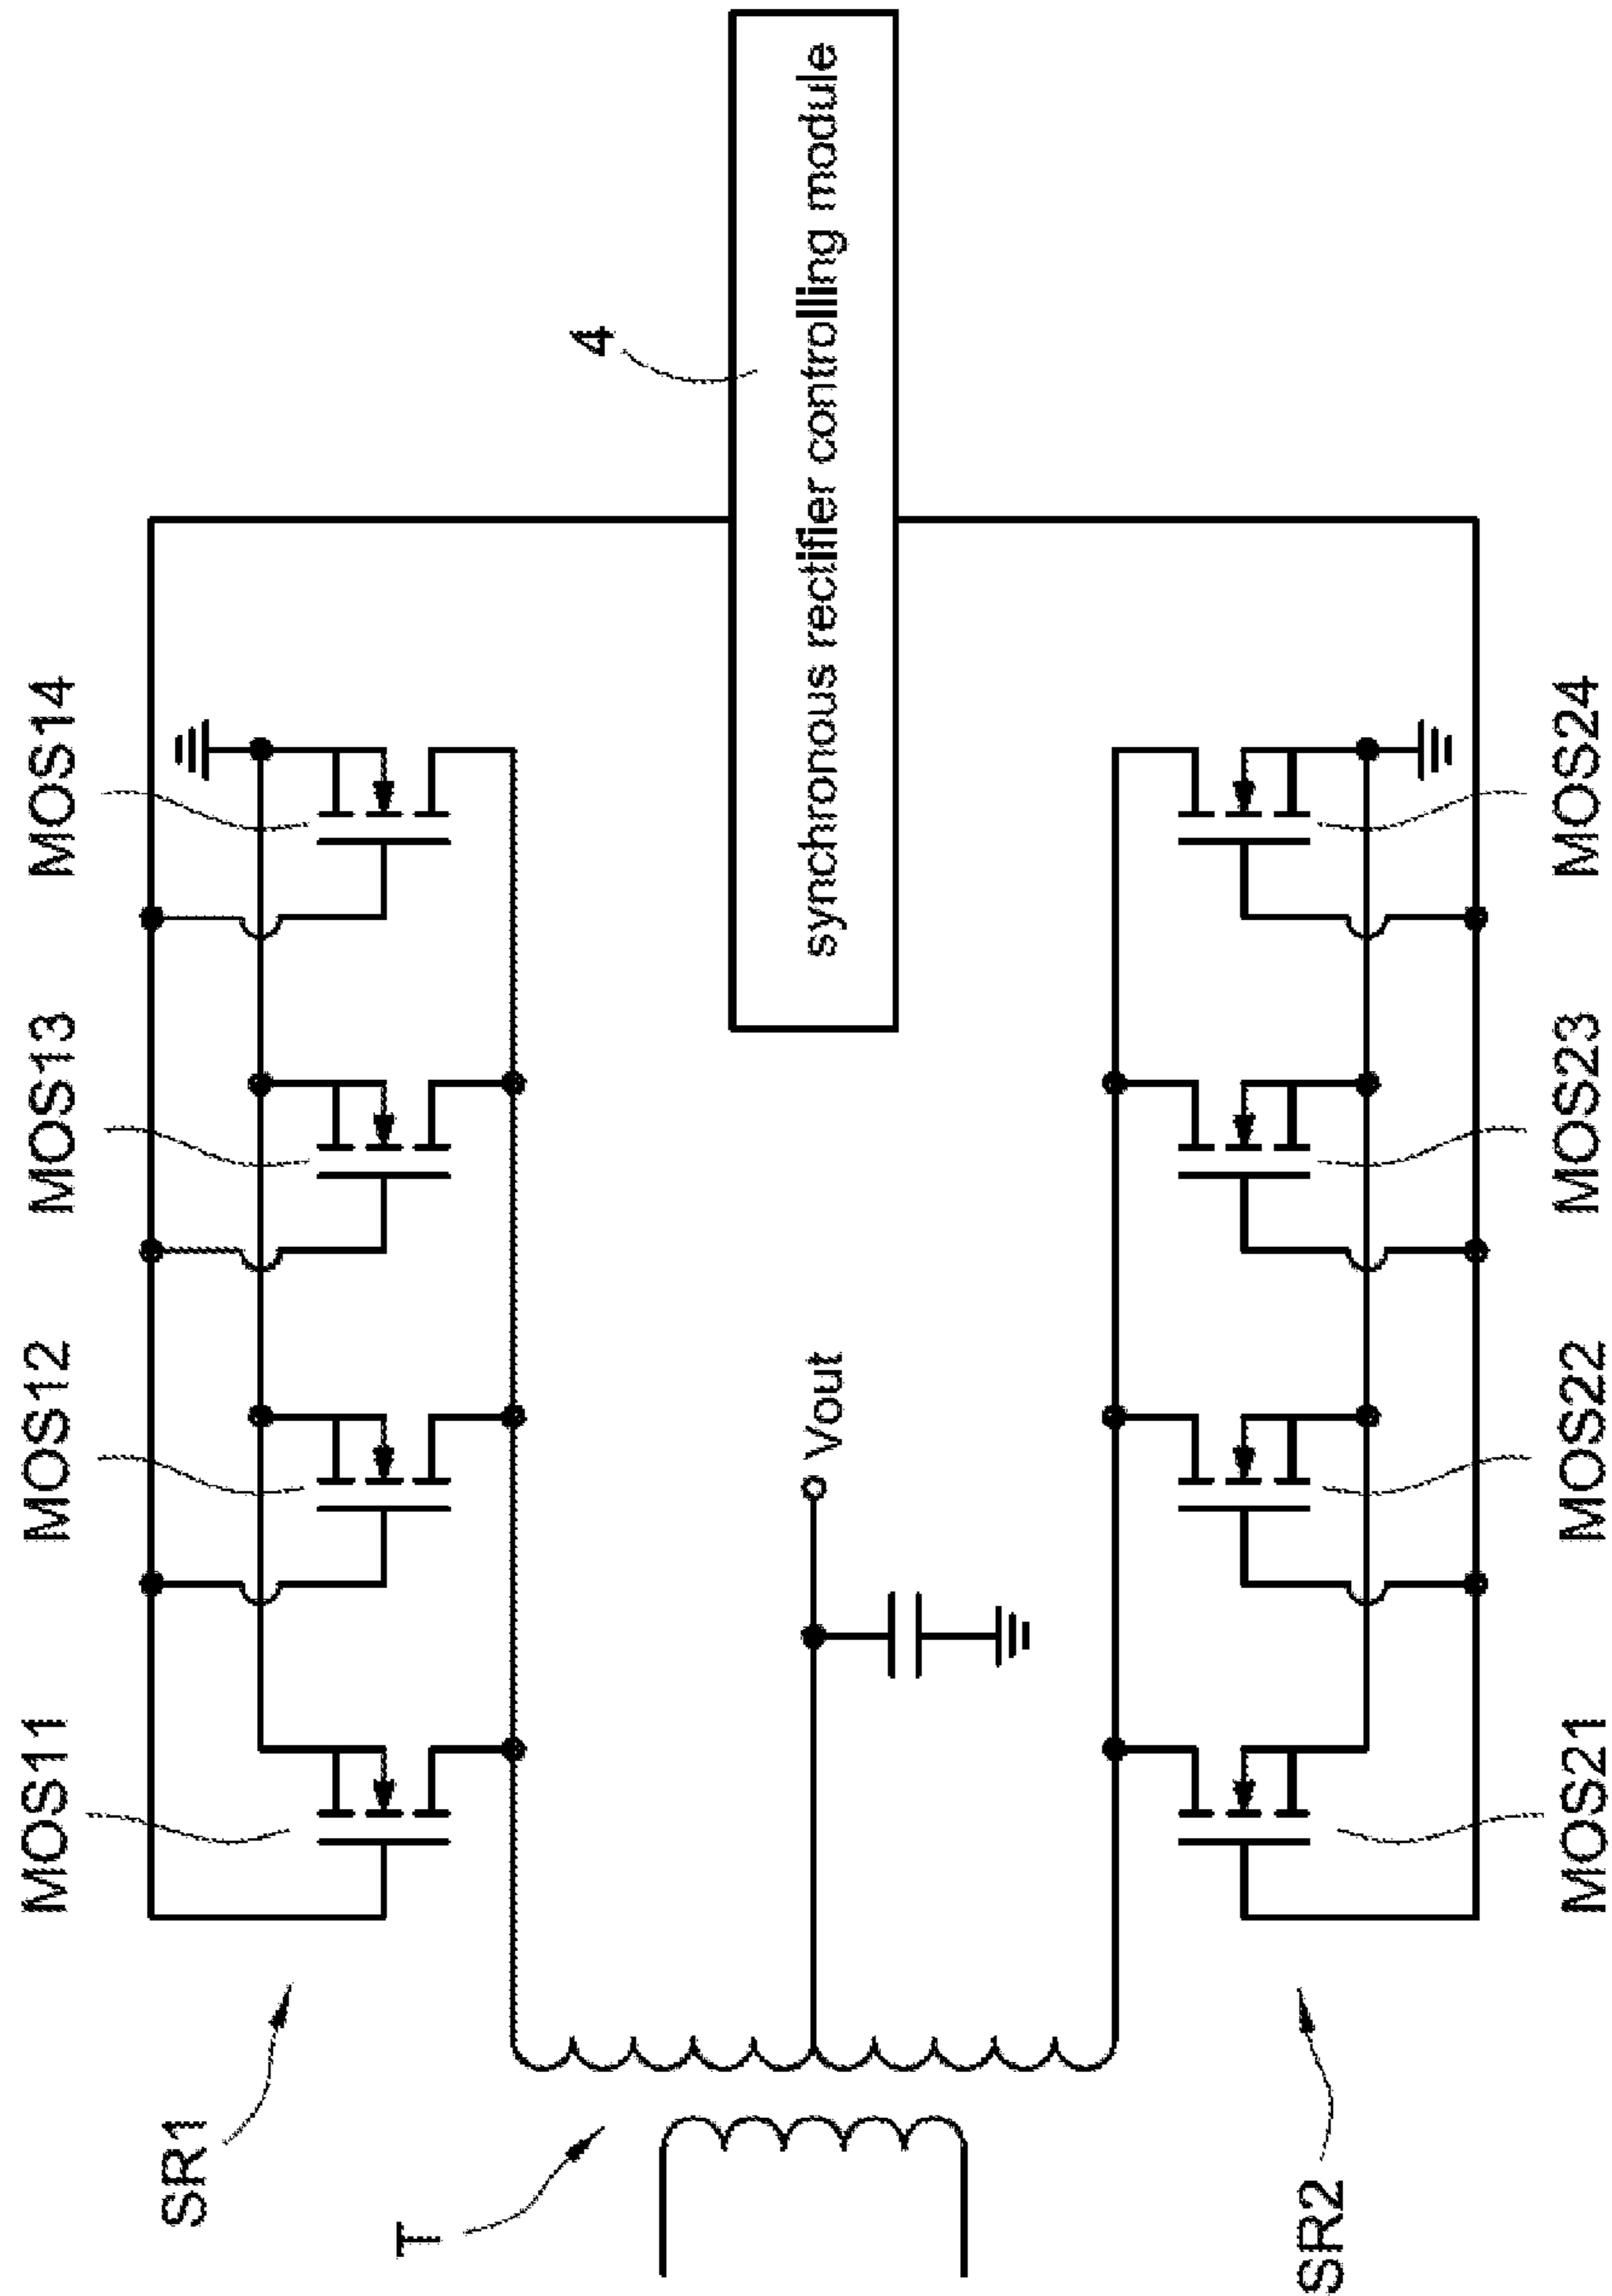 MOS11
MOS12
MOS13
MOS14
SR1
T
4
Vout
synchronous rectifier controlling module
SR2
MOS21
MOS22
MOS23
MOS24